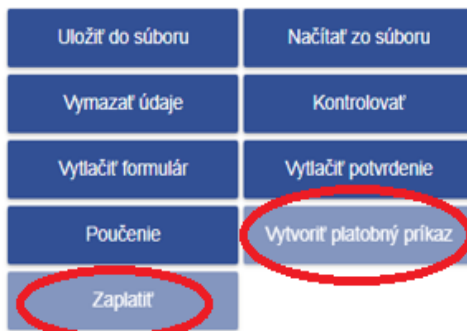 Uložiť do súboru
Načítať zo súboru
Vymazať údaje
Kontrolovať
Vytlačiť formulár
Vytlačiť potvrdenie
Poučenie
Vytvoriť platobný príkaz
Zaplatiť